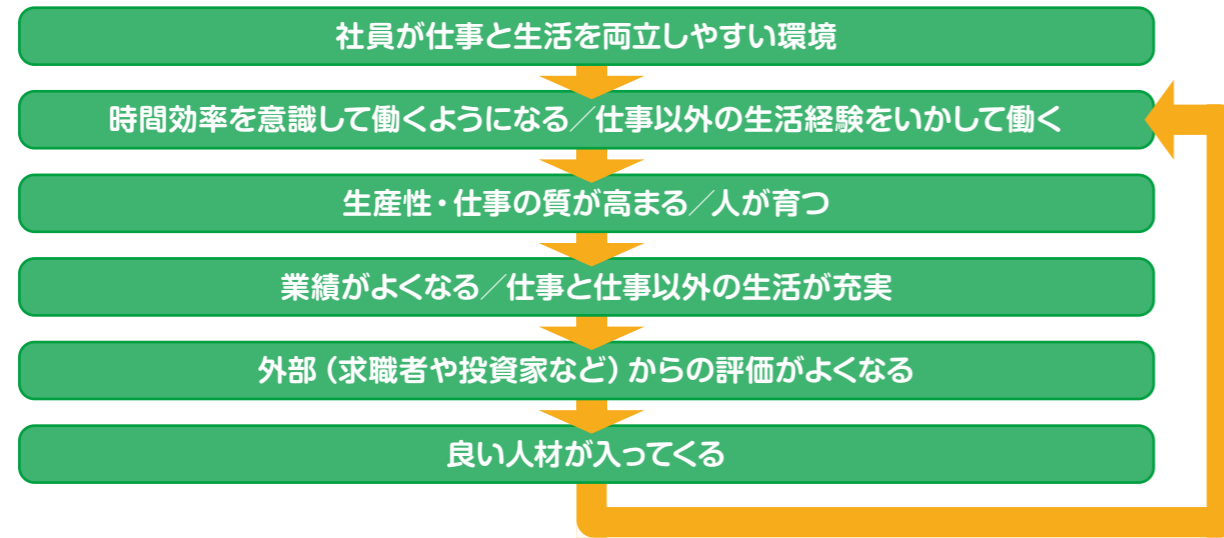 社員が仕事と生活を両立しやすい環境
時間効率を意識して働くようになる／仕事以外の生活経験をいかして働く
生産性・仕事の質が高まる／人が育つ
業績がよくなる／仕事と仕事以外の生活が充実
外部（求職者や投資家など）からの評価がよくなる
良い人材が入ってくる